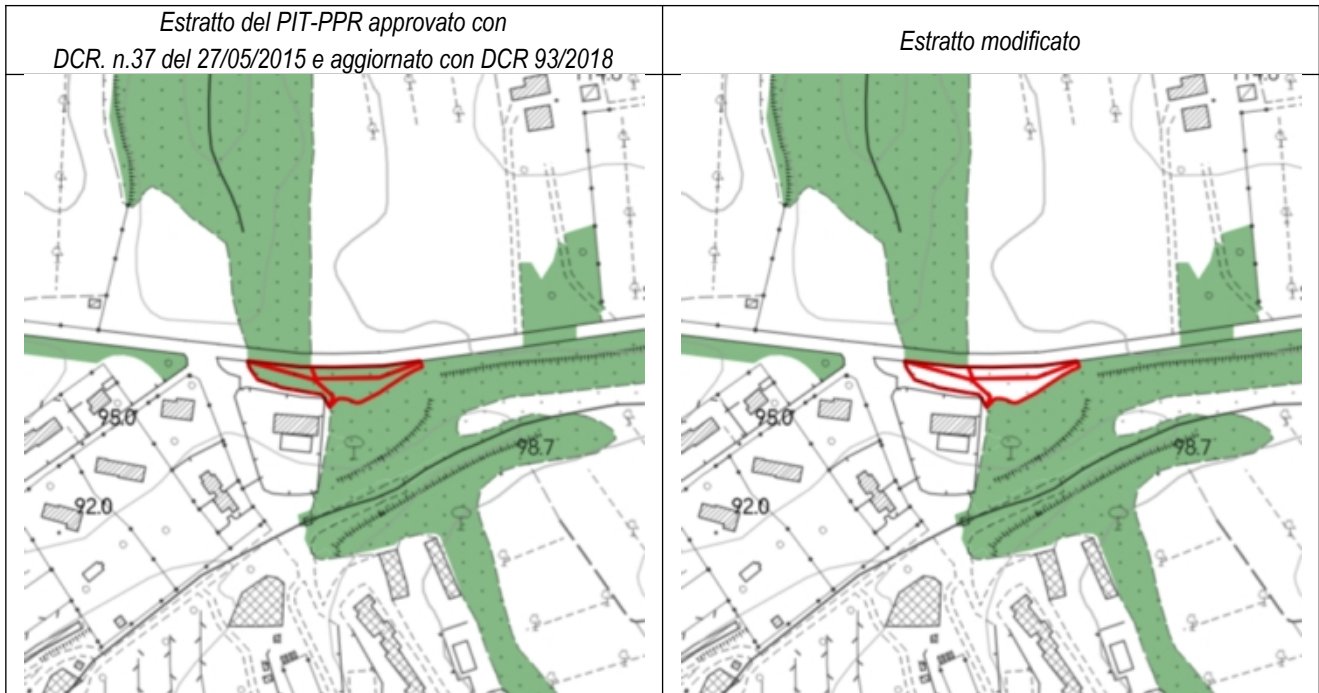 Estratto del PIT-PPR approvato con
DCR. n.37 del 27/05/2015 e aggiornato con DCR 93/2018
Estratto modificato
95.0
98.7
92.0
95.0
98.7
92.0